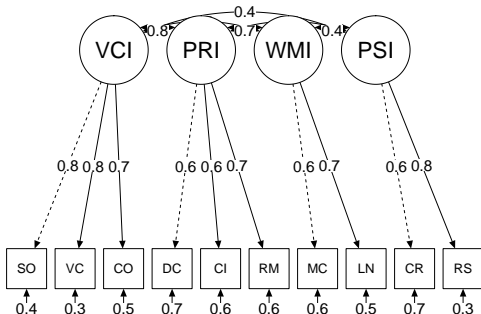 0.4
0.8 0.7 0.4
VCI PRI WMI PSI
0.8 0.8 0.7 0.6 0.6 0.7 0.6 0.7 0.6 0.8
SO VC CO DC CI RM MC LN CR RS
0.4 0.3 0.5 0.7 0.6 0.6 0.6 0.5 0.7 0.3